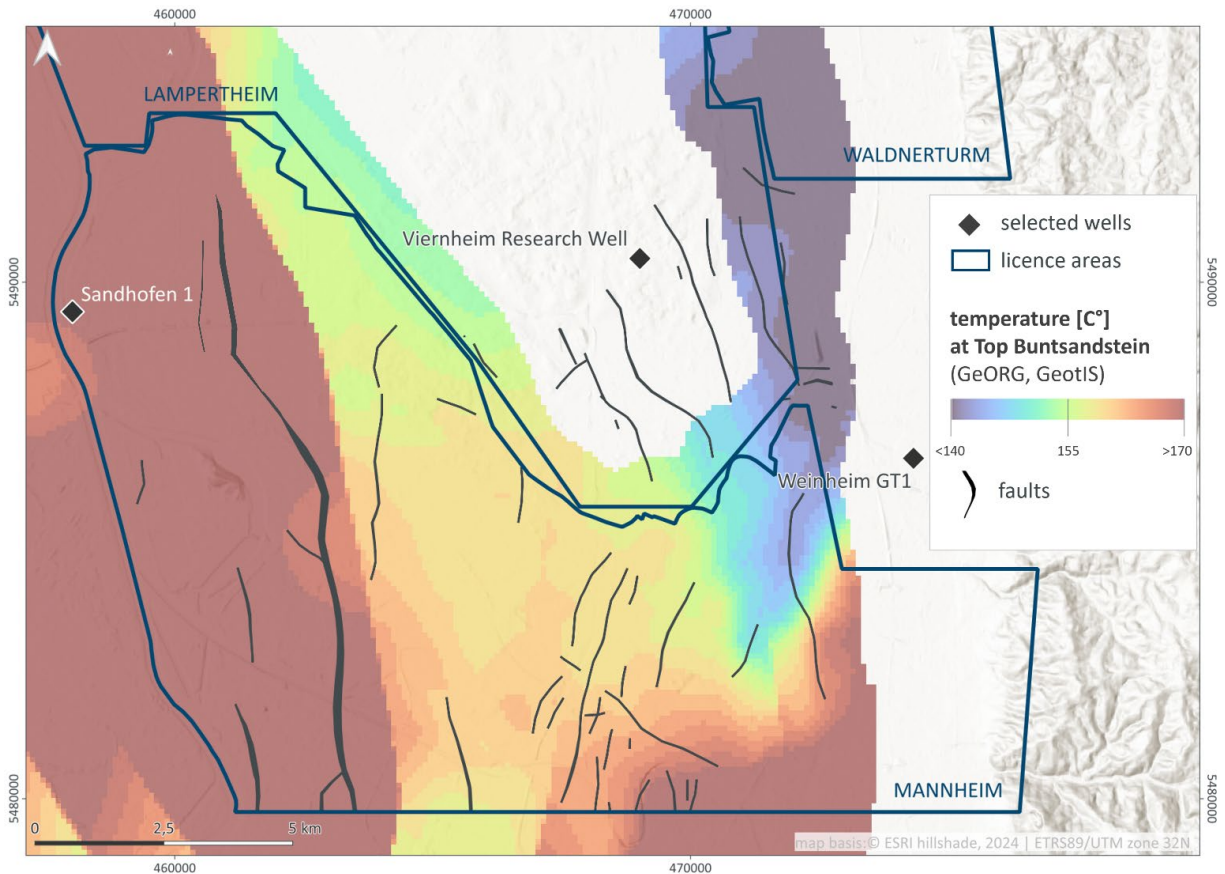 460000
470000
LAMPERTHEIM
WALDNERTURM
selected wells
licence areas
Viernheim Research Well
Sandhofen 1
5490000
5490000
temperature [C°]
at Top Buntsandstein
(GeORG, GeotIS)
<140
155
>170
Weinheim GT1
faults
MANNHEIM
5480000
5480000
0
2,5
5 km
map basis:© ESRI hillshade, 2024 | ETRS89/UTM zone 32N
460000
470000